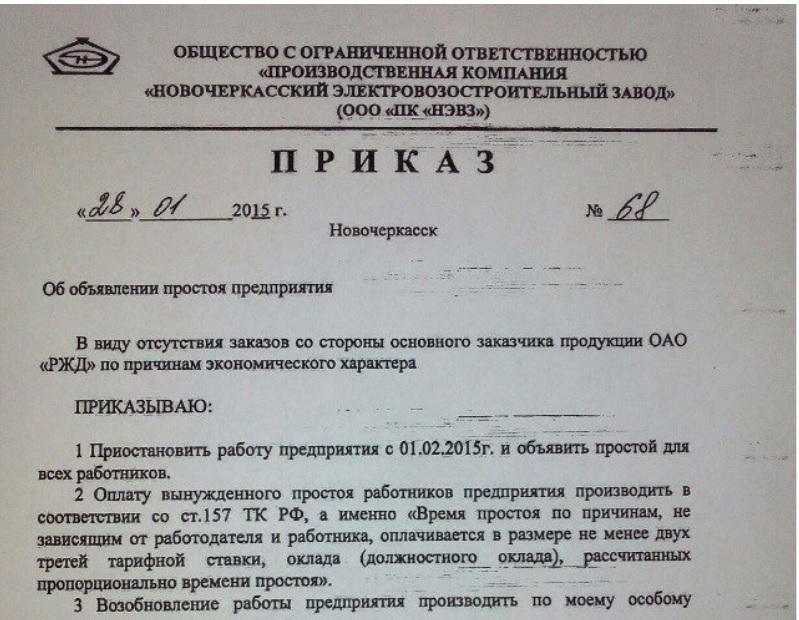 ОБЩЕСТВО С ОГРАНИЧЕННОЙ ОТВЕТСТВЕННОСТЬЮ
«ПРОИЗВОДСТВЕННАЯ КОМПАНИЯ
«НОВОЧЕРКАССКИЙ ЭЛЕКТРОВОЗОСТРОИТЕЛЬНЫЙ ЗАВОД»
(ООО «ПК «НЭВЗ»)
ПРИКАЗ
«28» 01 2015 г. № 68
Новочеркасск
Об объявлении простоя предприятия
В виду отсутствия заказов со стороны основного заказчика продукции ОАО
«РЖД» по причинам экономического характера
ПРИКАЗЫВАЮ:
1 Приостановить работу предприятия с 01.02.2015г. и объявить простой для
всех работников.
2 Оплату вынужденного простоя работников предприятия производить в
соответствии со ст.157 ТК РФ, а именно «Время простоя по причинам, не
зависящим от работодателя и работника, оплачивается в размере не менее двух
третей тарифной ставки, оклада (должностного оклада), рассчитанных
пропорционально времени простоя».
3 Возобновление работы предприятия производить по моему особому